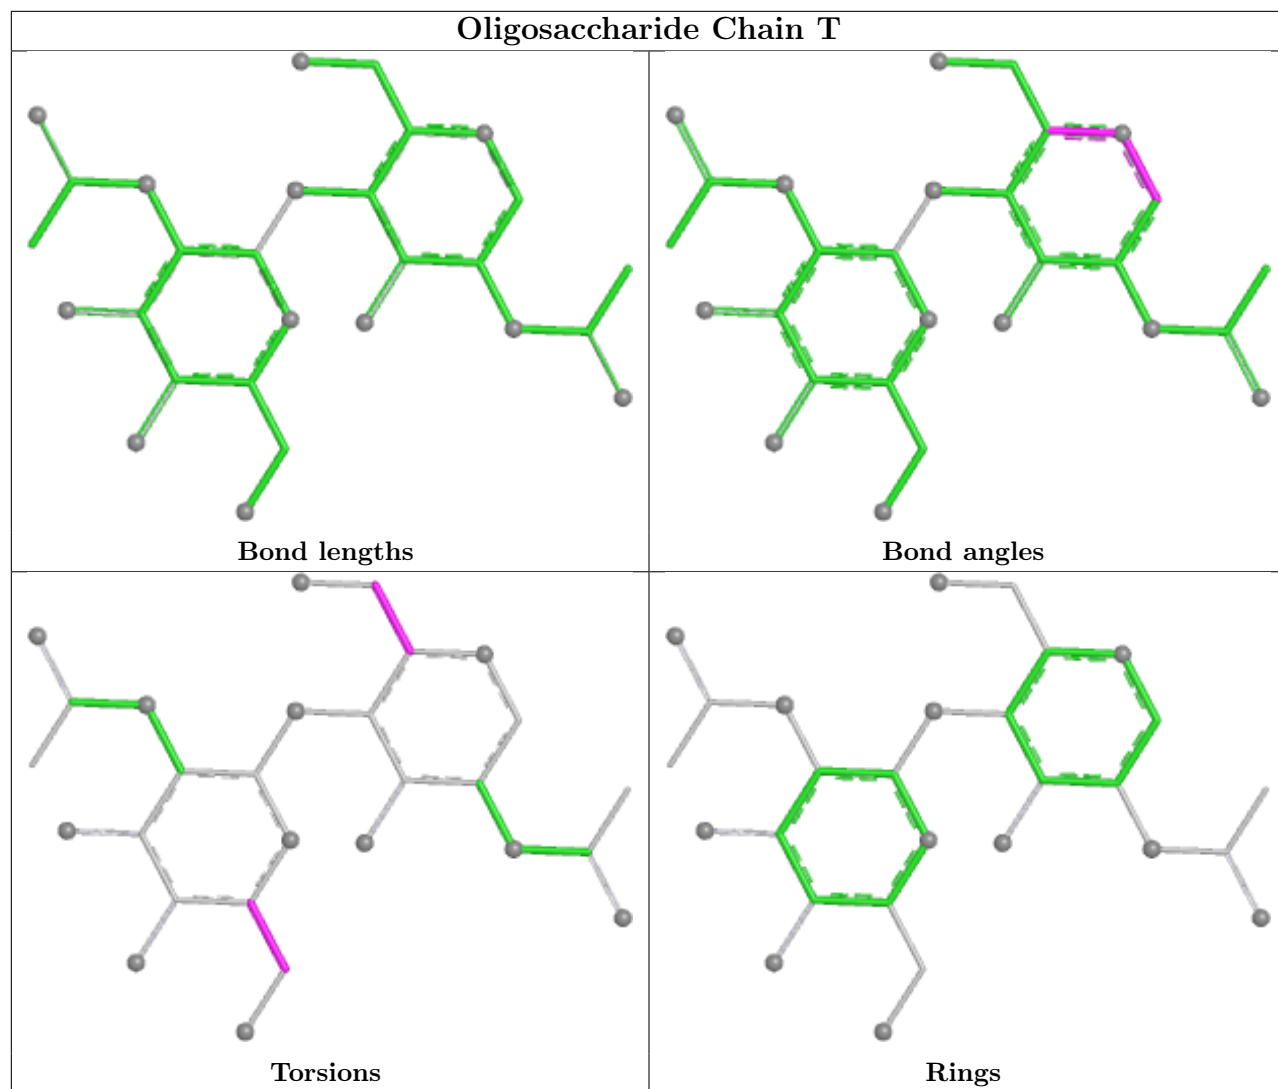 Oligosaccharide Chain T
Bond lengths
Bond angles
Torsions
Rings